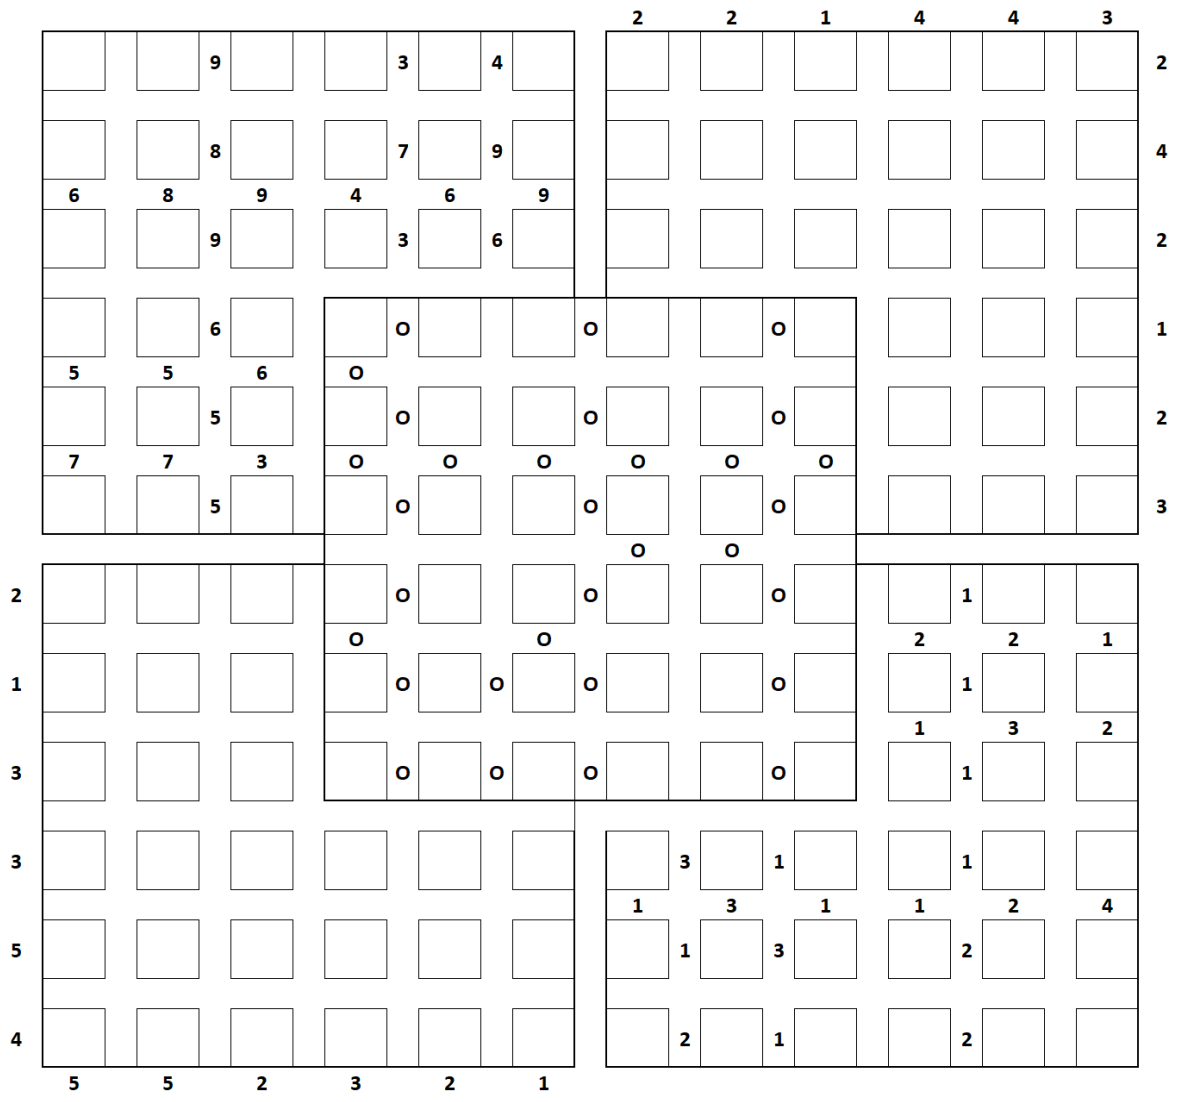 2 2 1 4 4 3
9 3 4 2
8 7 9 4
6 8 9 4 6 9
9 3 6 2
6 O O O 1
5 5 6 O
5 O O O 2
7 7 3 O O O O O O
5 O O O 3
O O
2 O O O 1
O O 2 2 1
1 O O O O 1
1 3 2
3 O O O O 1
3 3 1 1
1 3 1 1 2 4
5 1 3 2
4 2 1 2
5 5 2 3 2 1